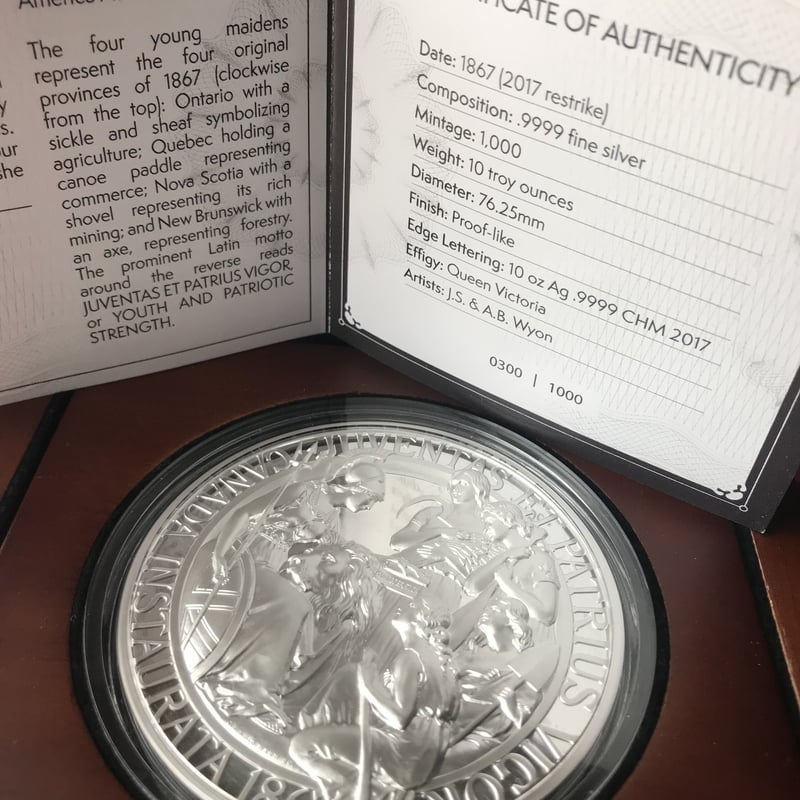 The four young maidens
represent the four original
provinces of 1867 (clockwise
from the top): Ontario with a
sickle and sheaf symbolizing
agriculture; Quebec holding a
canoe paddle representing
commerce; Nova Scotia with a
shovel representing its rich
mining; and New Brunswick with
an axe, representing forestry.
The prominent Latin motto
around the reverse reads
JUVENTAS ET PATRIUS VIGOR,
or YOUTH AND PATRIOTIC
STRENGTH.
OF AUTHENTICITY
Date: 1867 (2017 restrike)
Composition: .9999 fine silver
Mintage: 1,000
Weight: 10 troy ounces
Diameter: 76.25mm
Finish: Proof-like
Edge Lettering: 10 oz Ag .9999 CHM 2017
Effigy: Queen Victoria
Artists: J.S. & A.B. Wyon
0300 | 1000
JUVENTAS ET PATRIUS VIGOR
CANADA INSTAURATA